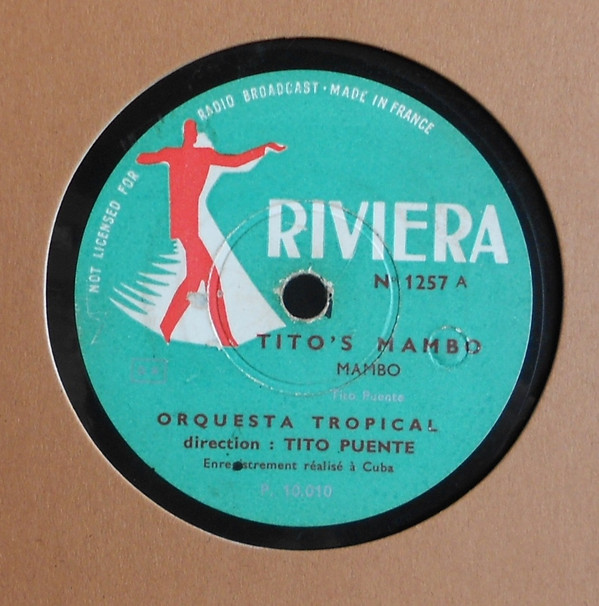 NOT LICENSED FOR RADIO BROADCAST · MADE IN FRANCE
RIVIERA
No 1257 A
TITO'S MAMBO
MAMBO
Tito Puente
ORQUESTA TROPICAL
direction : TITO PUENTE
Enregistrement réalisé à Cuba
P. 10.010